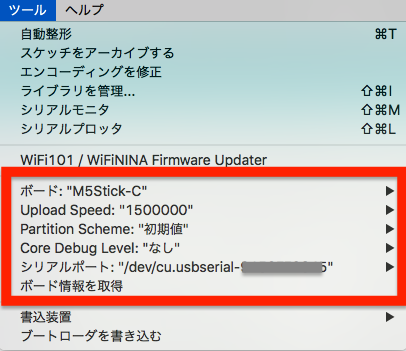 ツール ヘルプ
自動整形 ⌘T
スケッチをアーカイブする
エンコーディングを修正
ライブラリを管理... ⇧⌘I
シリアルモニタ ⇧⌘M
シリアルプロッタ ⇧⌘L
WiFi101 / WiFiNINA Firmware Updater
ボード: "M5Stick-C" ▶
Upload Speed: "1500000" ▶
Partition Scheme: "初期値" ▶
Core Debug Level: "なし" ▶
シリアルポート: "/dev/cu.usbserial- 5" ▶
ボード情報を取得
書込装置 ▶
ブートローダを書き込む